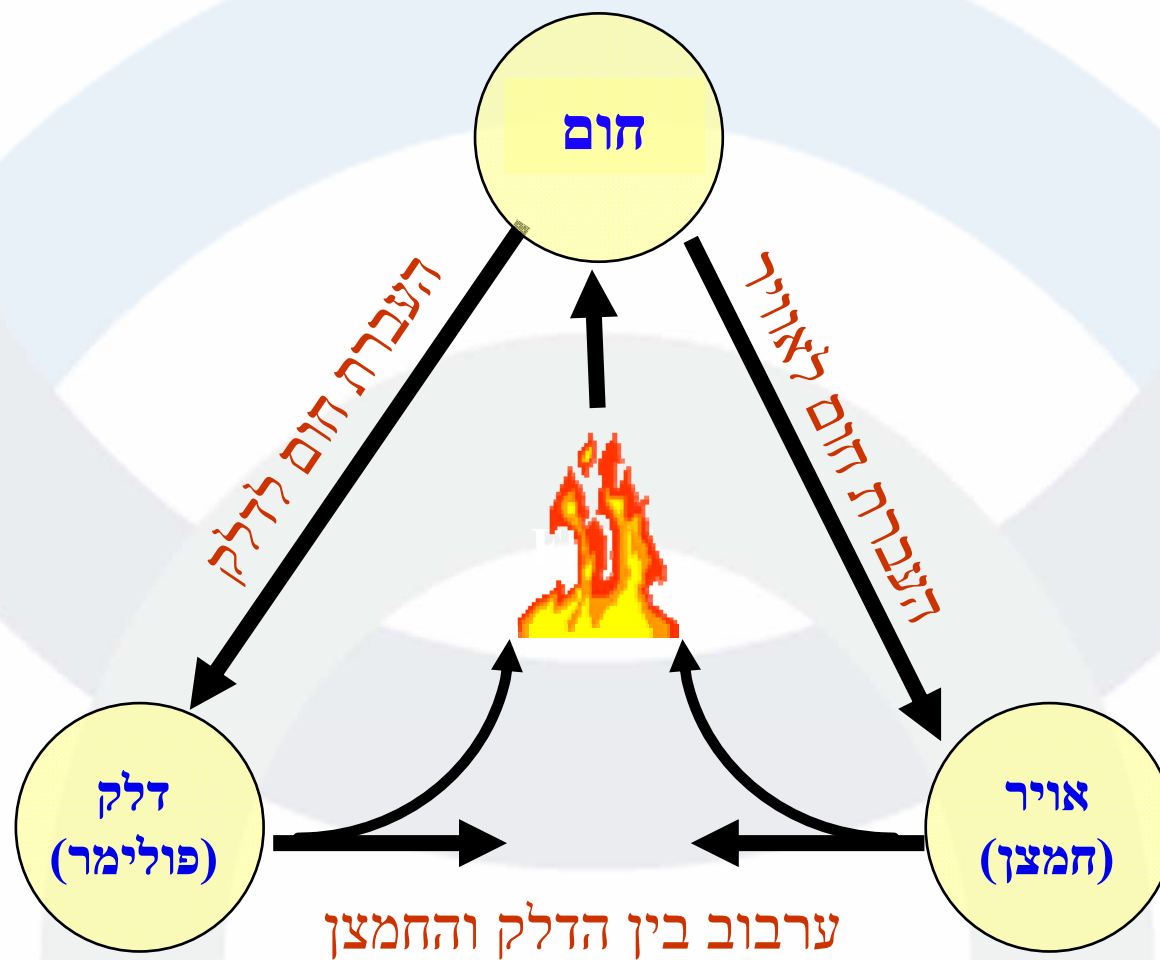 חום
העברת חום לדלק
העברת חום לאוויר
דלק
(פולימר)
אויר
(חמצן)
ערבוב בין הדלק והחמצן